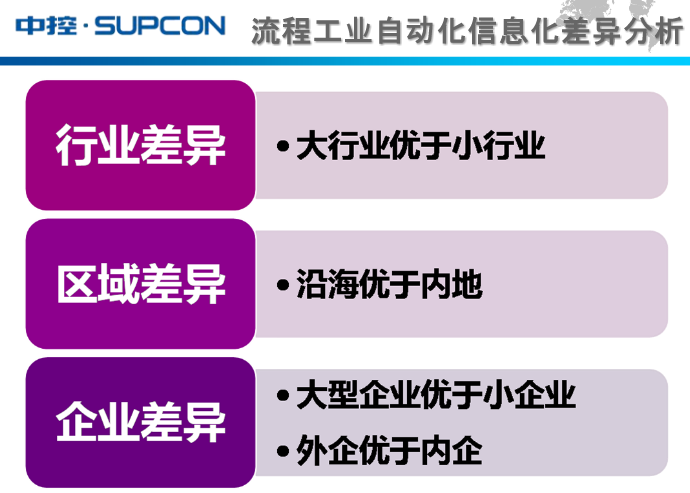 中控·SUPCON
流程工业自动化信息化差异分析
行业差异
•大行业优于小行业
区域差异
•沿海优于内地
企业差异
•大型企业优于小企业
•外企优于内企